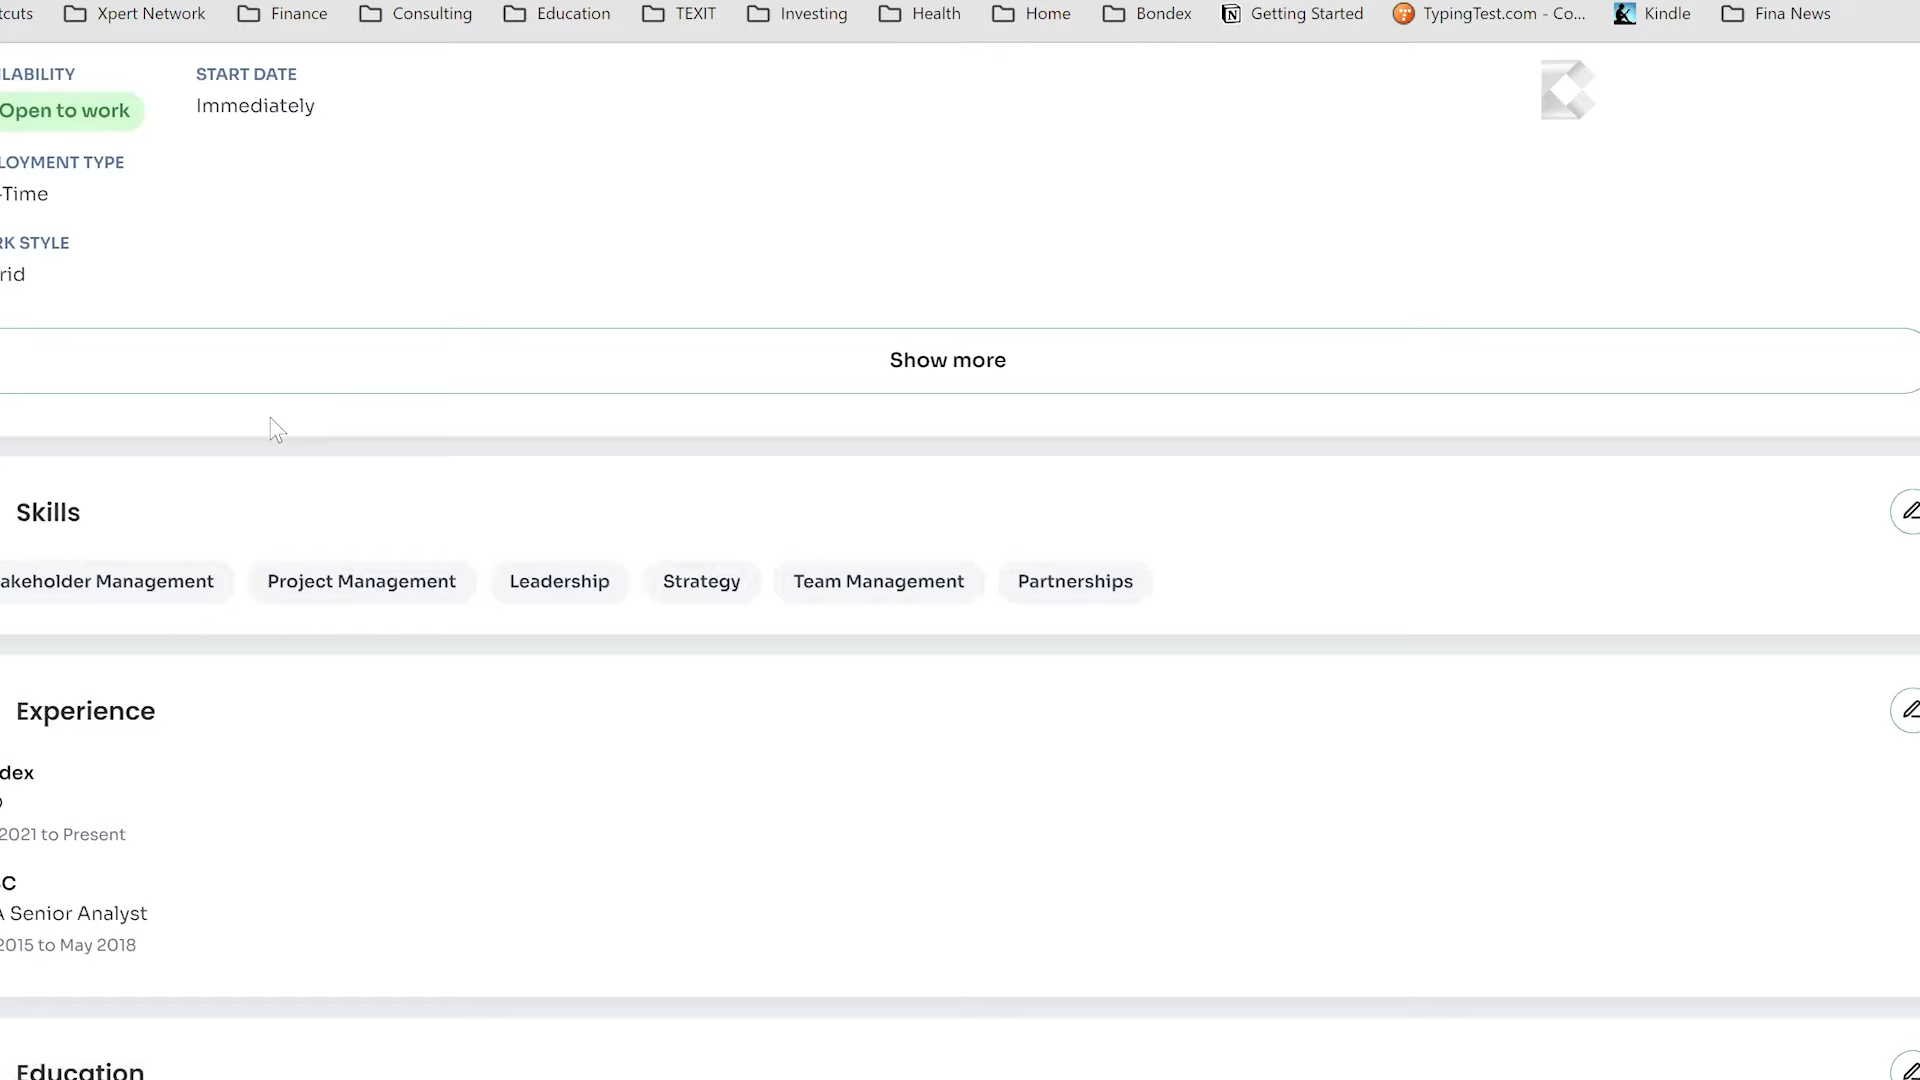 tcuts Xpert Network Finance Consulting Education TEXIT Investing Health Home Bondex Getting Started TypingTest.com - Co... Kindle Fina News
ILABILITY START DATE
Open to work Immediately
LOYMENT TYPE
-Time
RK STYLE
rid
Show more
Skills
akeholder Management Project Management Leadership Strategy Team Management Partnerships
Experience
dex
2021 to Present
C
A Senior Analyst
2015 to May 2018
Education